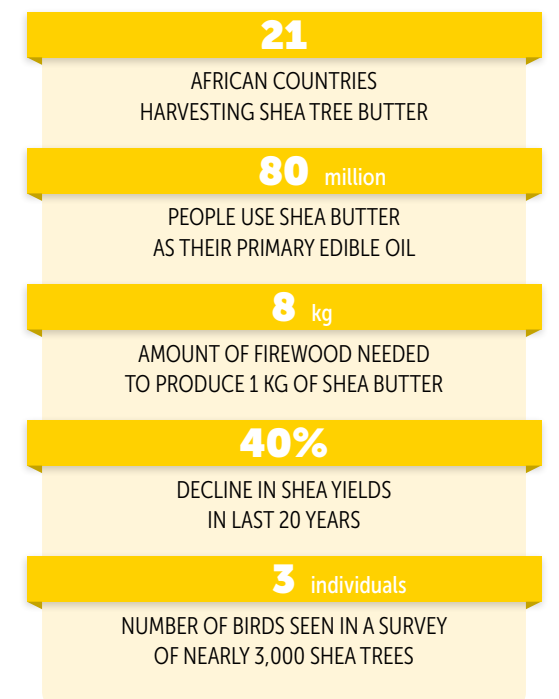 21
AFRICAN COUNTRIES
HARVESTING SHEA TREE BUTTER
80 million
PEOPLE USE SHEA BUTTER
AS THEIR PRIMARY EDIBLE OIL
8 kg
AMOUNT OF FIREWOOD NEEDED
TO PRODUCE 1 KG OF SHEA BUTTER
40%
DECLINE IN SHEA YIELDS
IN LAST 20 YEARS
3 individuals
NUMBER OF BIRDS SEEN IN A SURVEY
OF NEARLY 3,000 SHEA TREES